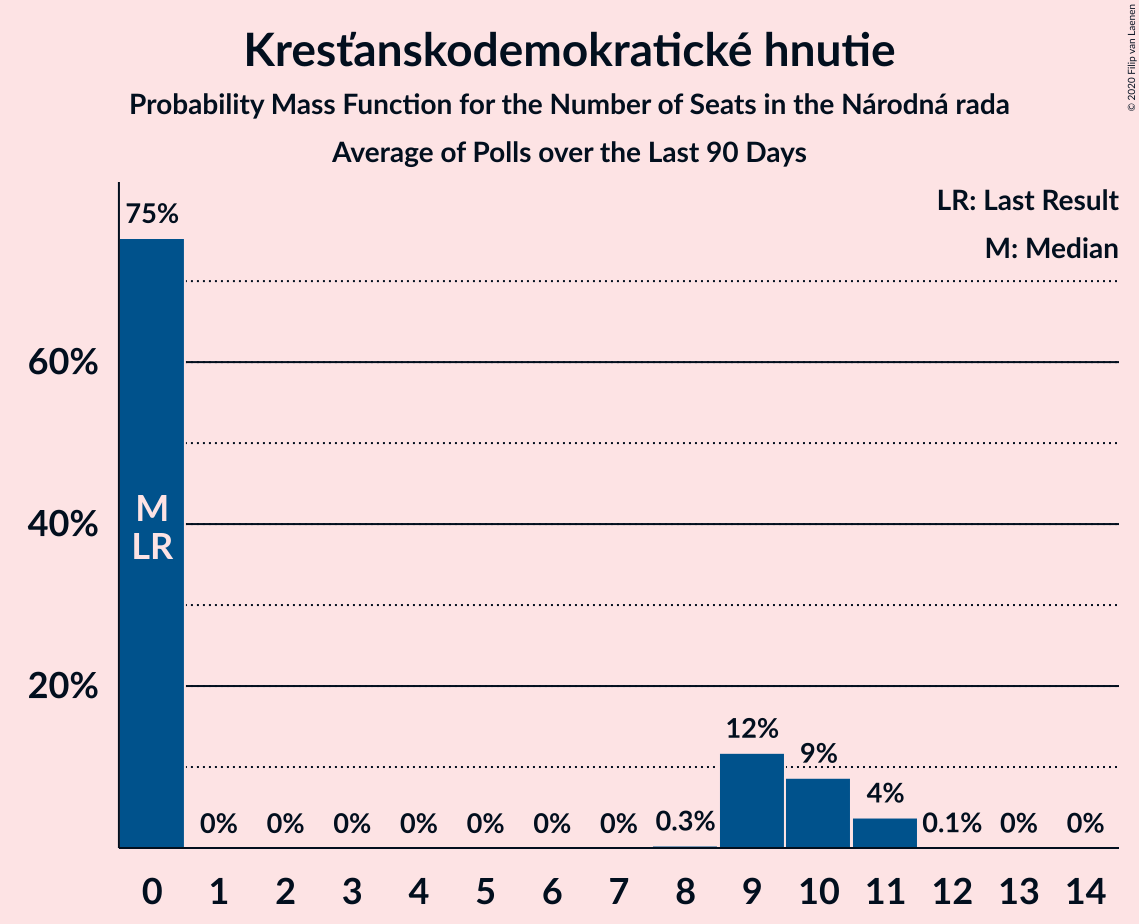 Kresťanskodemokratické hnutie
Probability Mass Function for the Number of Seats in the Národná rada
Average of Polls over the Last 90 Days
© 2020 Filip van Laenen
LR: Last Result
M: Median
75%
60%
40%
20%
M
LR
0%
0%
0%
0%
0%
0%
0%
0.3%
12%
9%
4%
0.1%
0%
0%
0 1 2 3 4 5 6 7 8 9 10 11 12 13 14